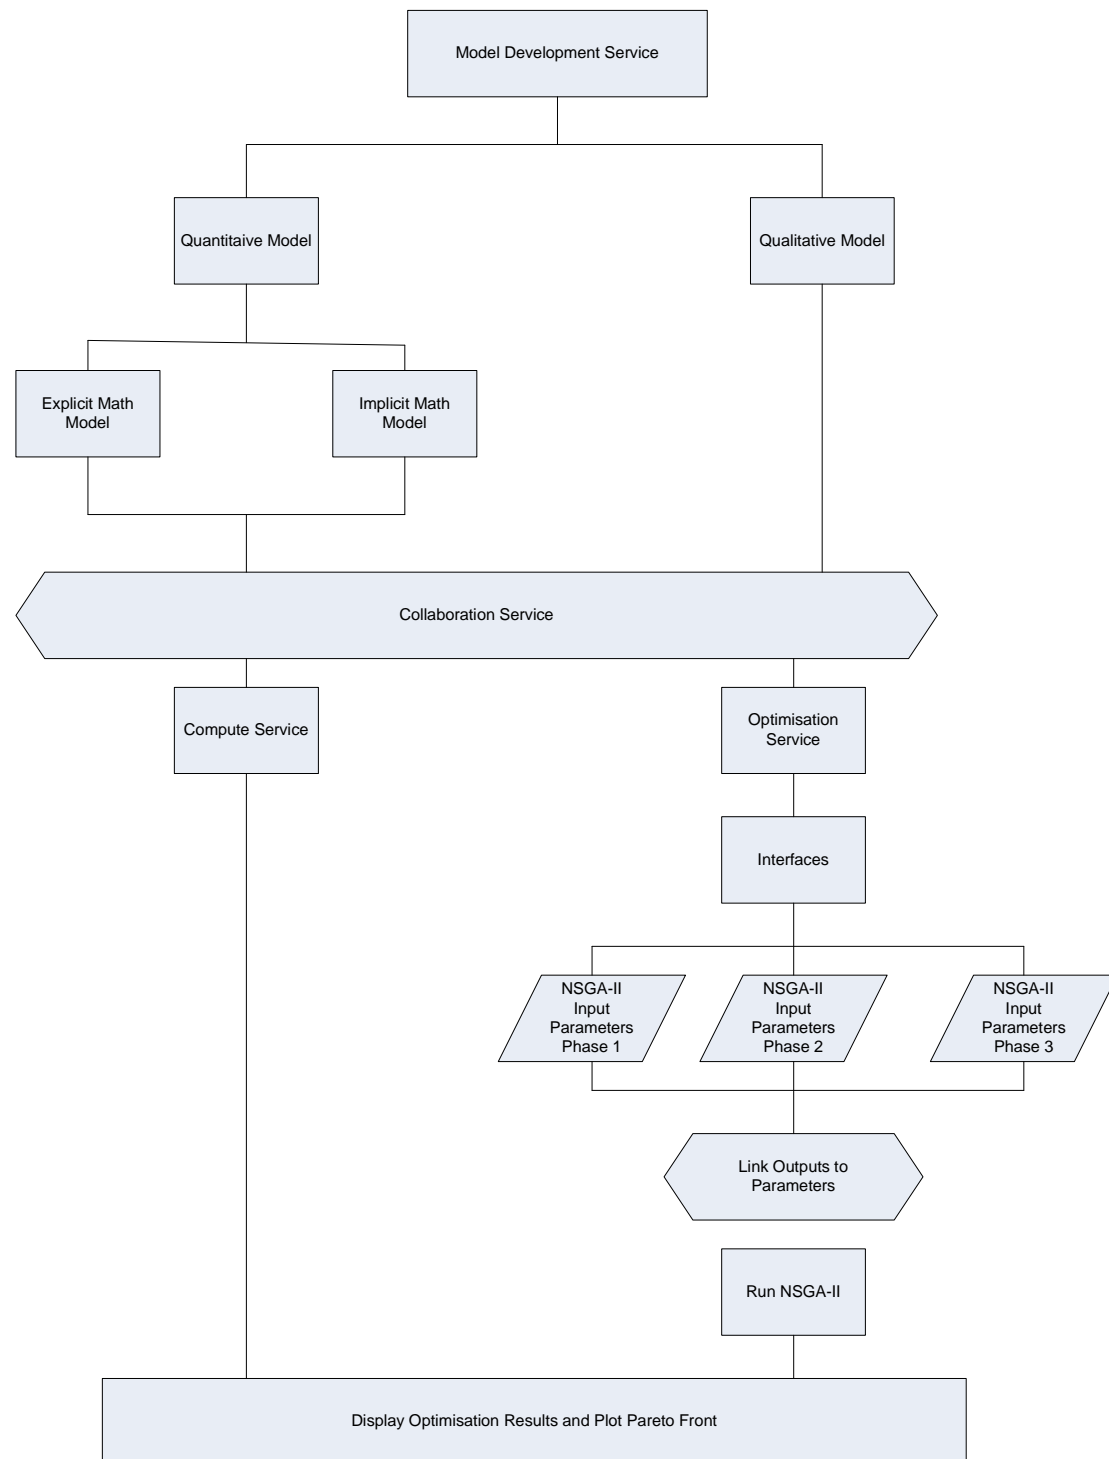 Model Development Service
Quantitaive Model
Qualitative Model
Explicit Math
Model
Implicit Math
Model
Collaboration Service
Compute Service
Optimisation
Service
Interfaces
NSGA-II
Input
Parameters
Phase 1
NSGA-II
Input
Parameters
Phase 2
NSGA-II
Input
Parameters
Phase 3
Link Outputs to
Parameters
Run NSGA-II
Display Optimisation Results and Plot Pareto Front